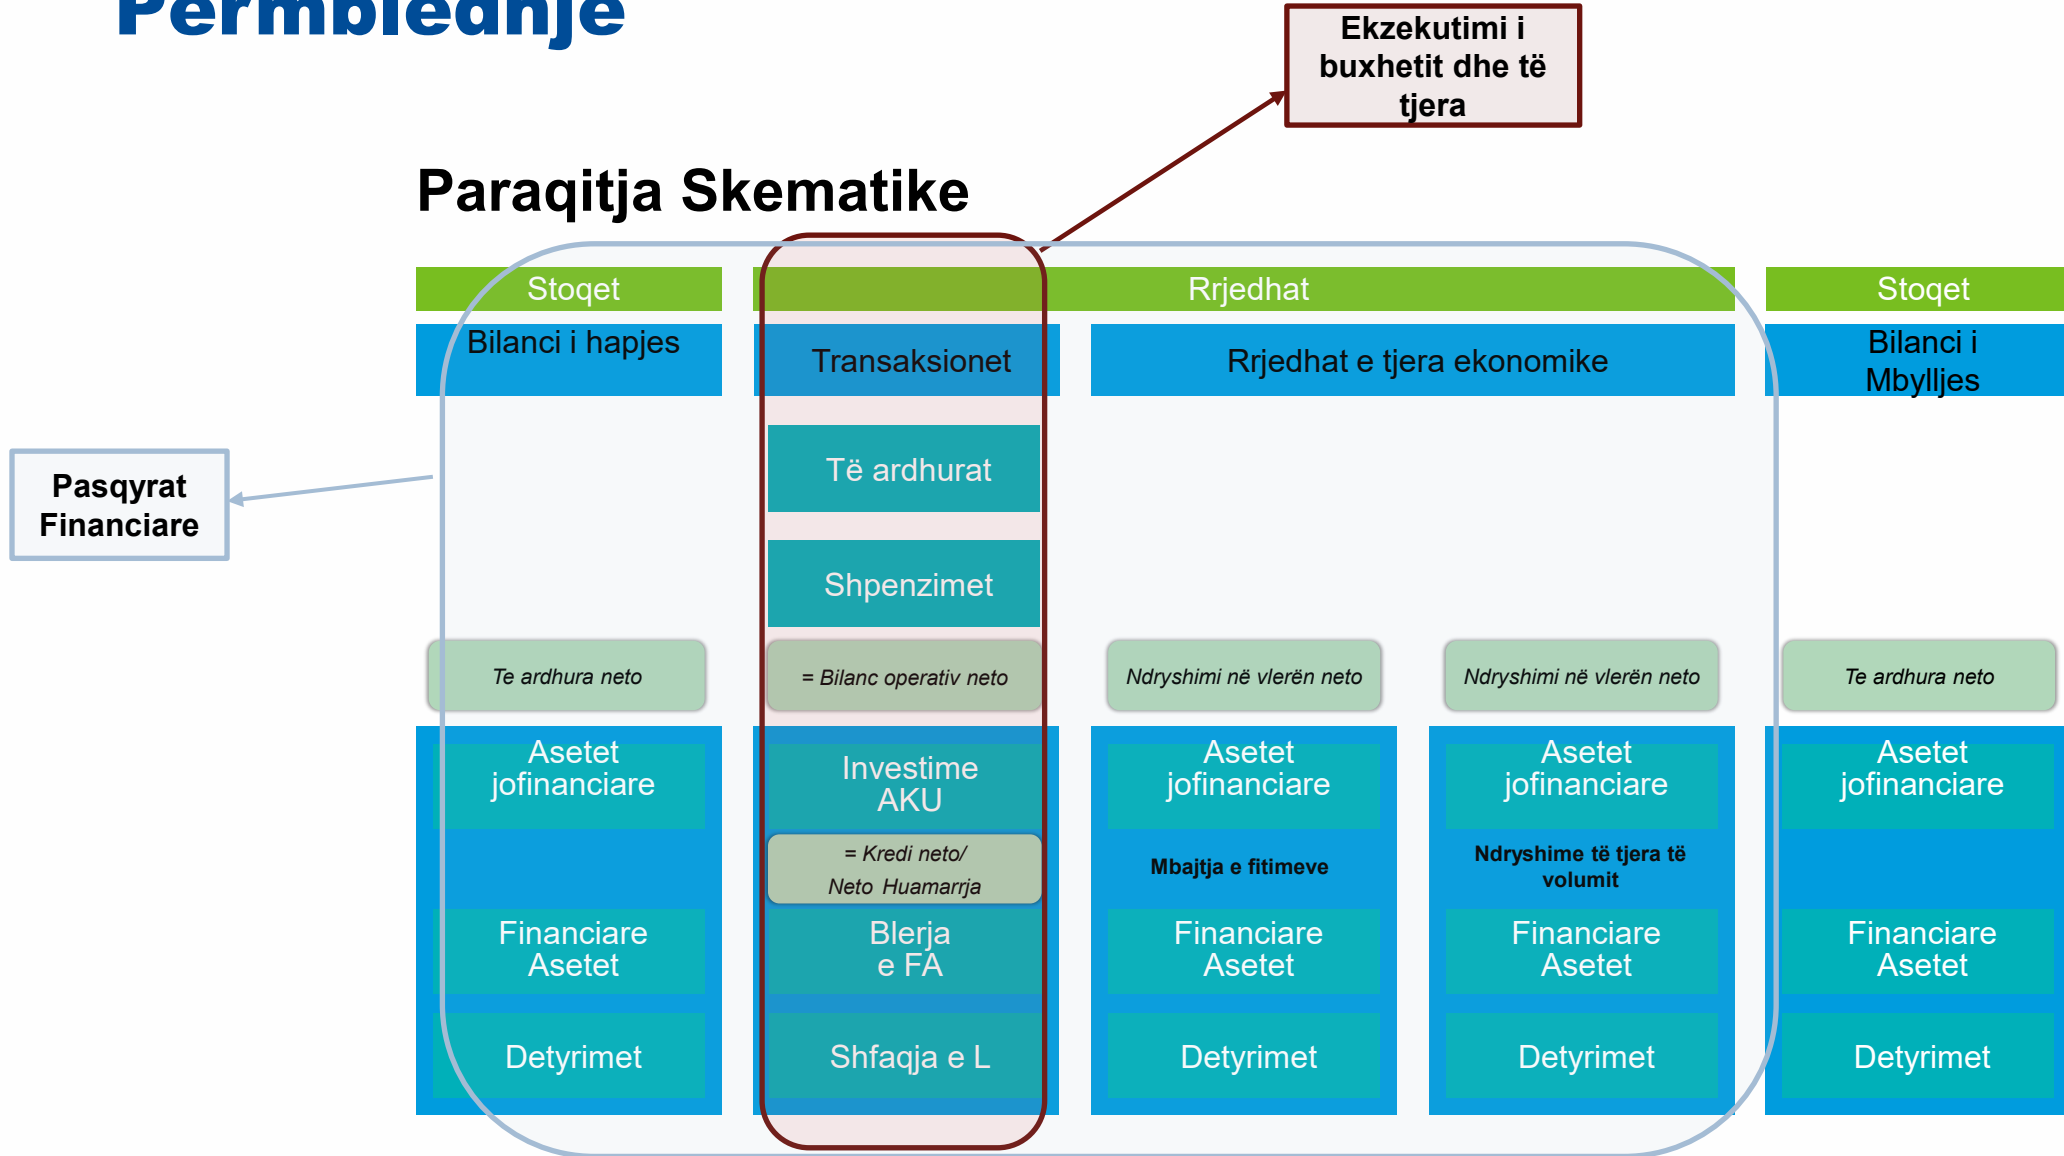 Permbledhje
Ekzekutimi i
buxhetit dhe të
tjera
Paraqitja Skematike
Stoqet
Rrjedhat
Stoqet
Bilanci i hapjes
Transaksionet
Rrjedhat e tjera ekonomike
Bilanci i
Mbylljes
Të ardhurat
Pasqyrat
Financiare
Shpenzimet
Te ardhura neto
= Bilanc operativ neto
Ndryshimi në vlerën neto
Ndryshimi në vlerën neto
Te ardhura neto
Asetet
jofinanciare
Investime
AKU
Asetet
jofinanciare
Asetet
jofinanciare
Asetet
jofinanciare
= Kredi neto/
Neto Huamarrja
Mbajtja e fitimeve
Ndryshime të tjera të
volumit
Financiare
Asetet
Blerja
e FA
Financiare
Asetet
Financiare
Asetet
Financiare
Asetet
Detyrimet
Shfaqja e L
Detyrimet
Detyrimet
Detyrimet